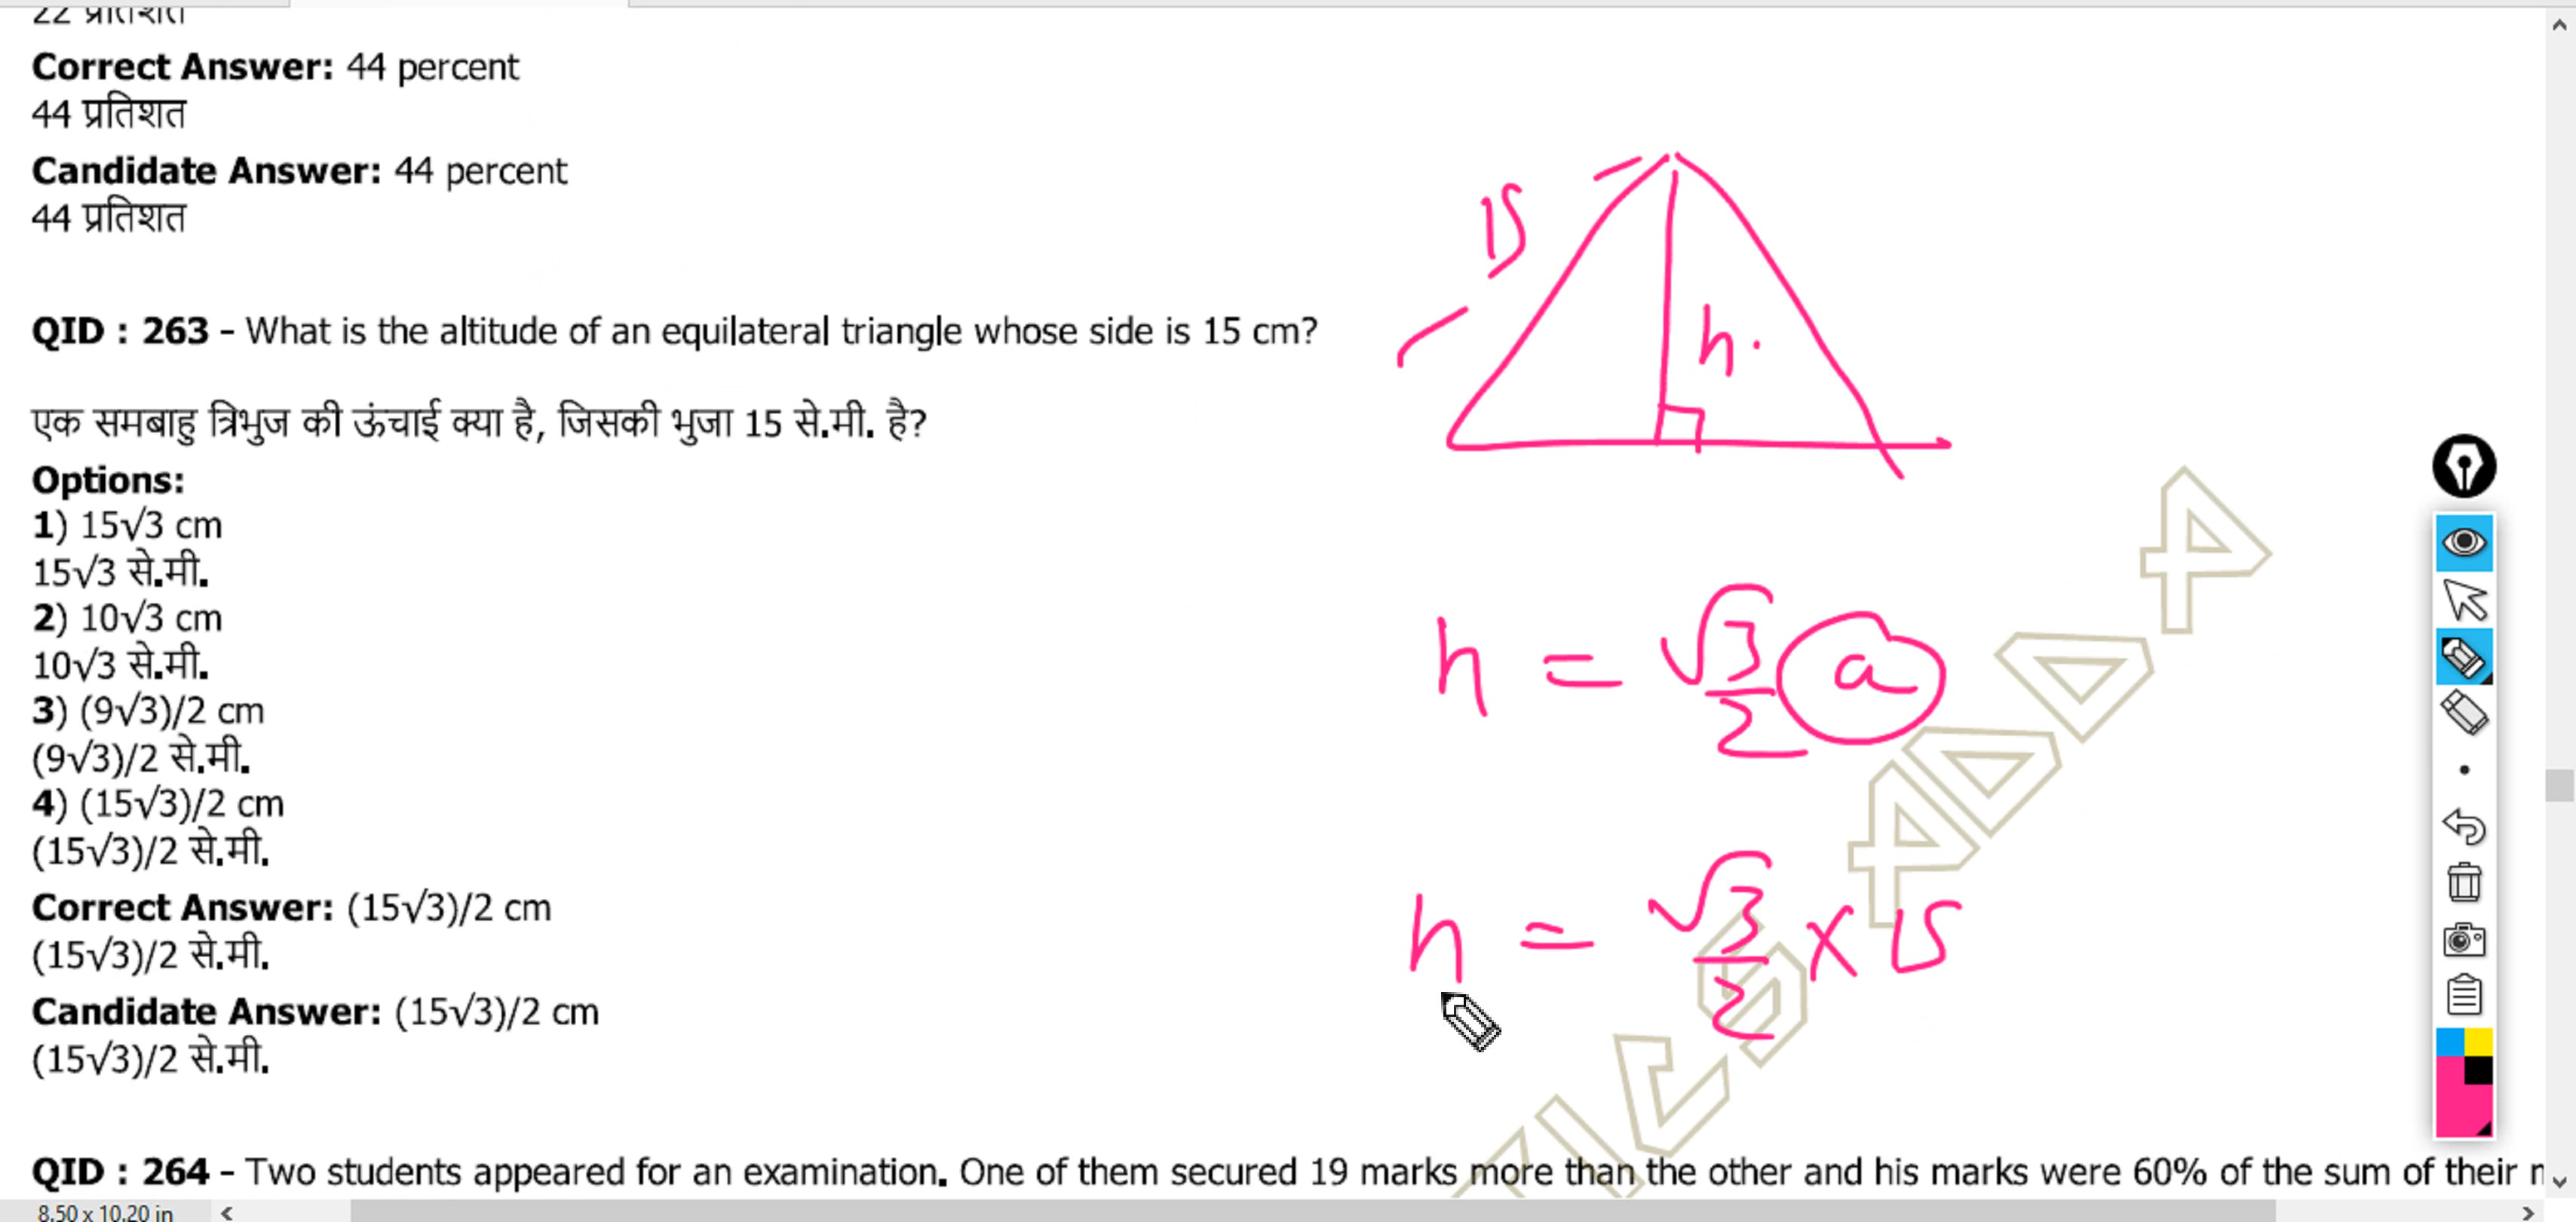 22 प्रतिशत
Correct Answer: 44 percent
44 प्रतिशत
Candidate Answer: 44 percent
44 प्रतिशत
QID : 263 - What is the altitude of an equilateral triangle whose side is 15 cm?
एक समबाहु त्रिभुज की ऊंचाई क्या है, जिसकी भुजा 15 से.मी. है?
Options:
1) 15√3 cm
15√3 से.मी.
2) 10√3 cm
10√3 से.मी.
3) (9√3)/2 cm
(9√3)/2 से.मी.
4) (15√3)/2 cm
(15√3)/2 से.मी.
Correct Answer: (15√3)/2 cm
(15√3)/2 से.मी.
Candidate Answer: (15√3)/2 cm
(15√3)/2 से.मी.
QID : 264 - Two students appeared for an examination. One of them secured 19 marks more than the other and his marks were 60% of the sum of their
8.50 x 10.20 in
15
h.
h = √3/2 a
h = √3/2 × 15